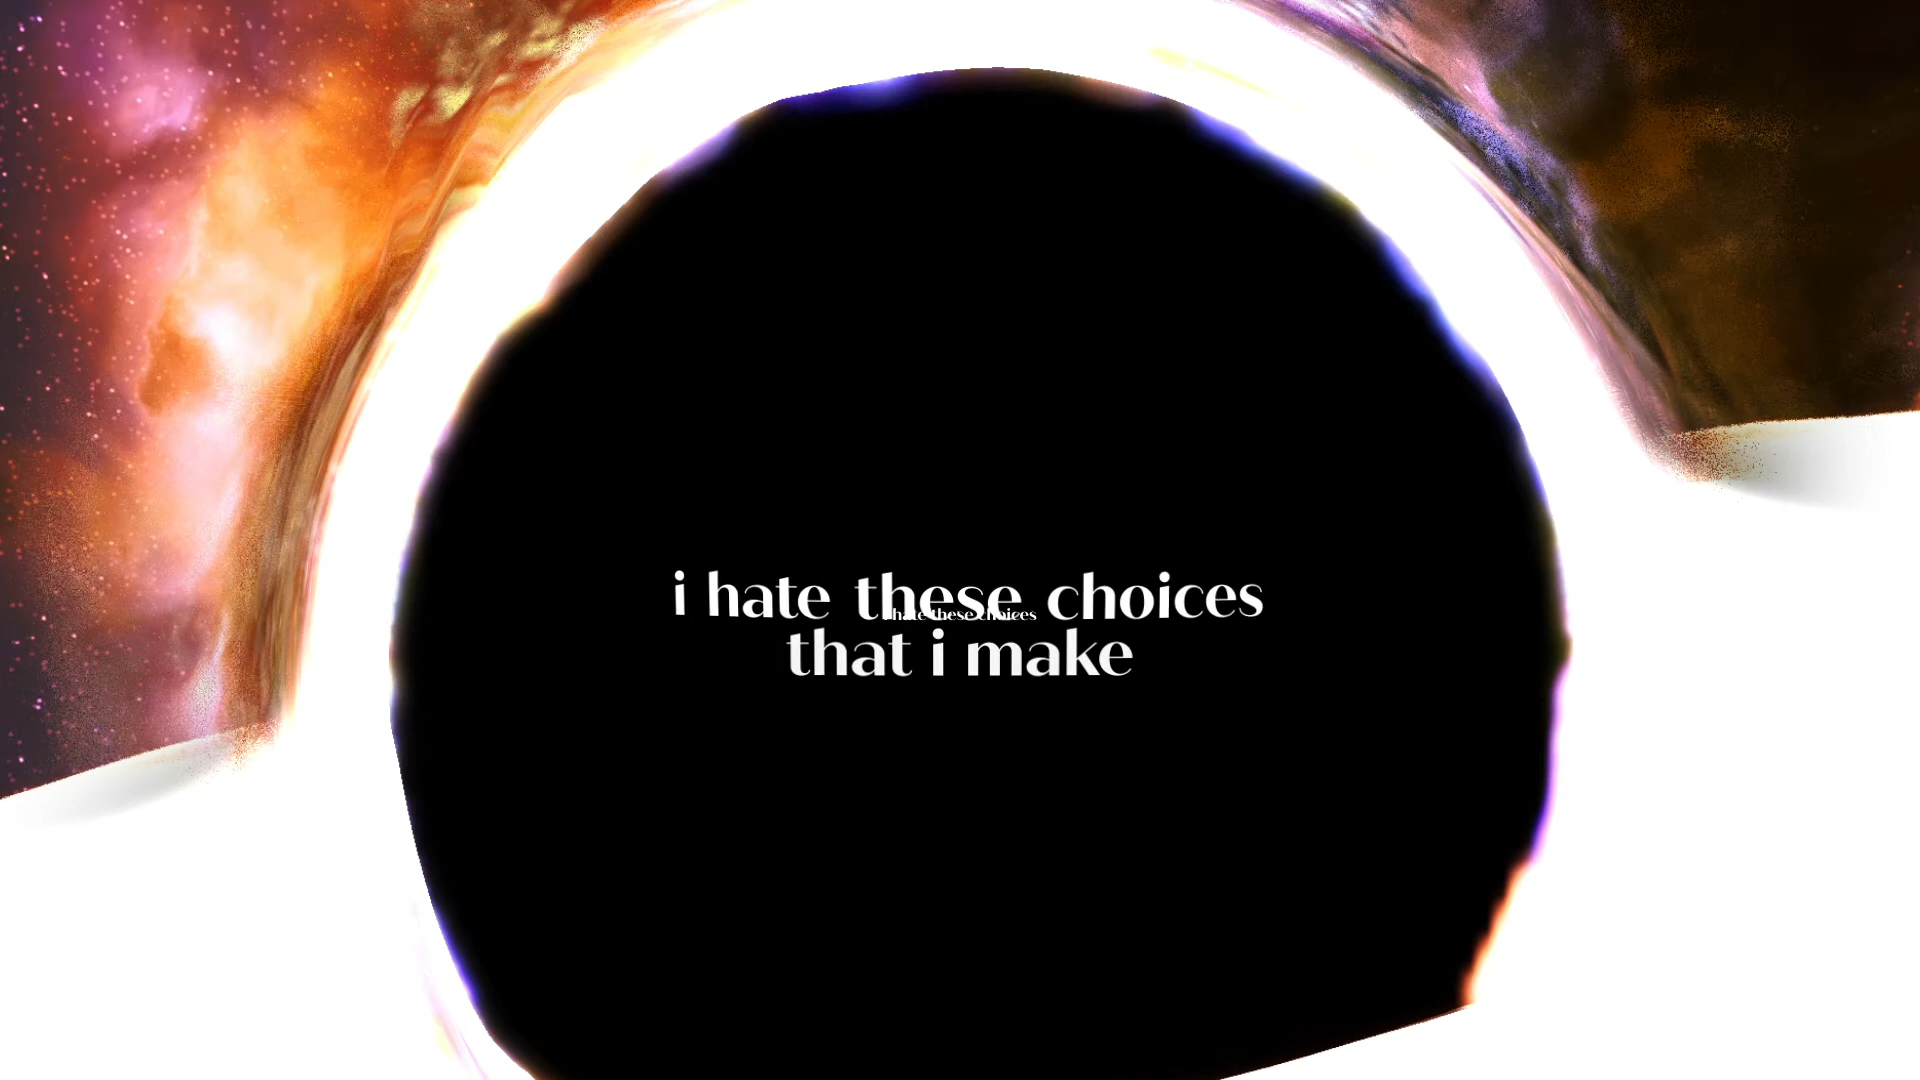 i hate these choices
hate these choices
that i make